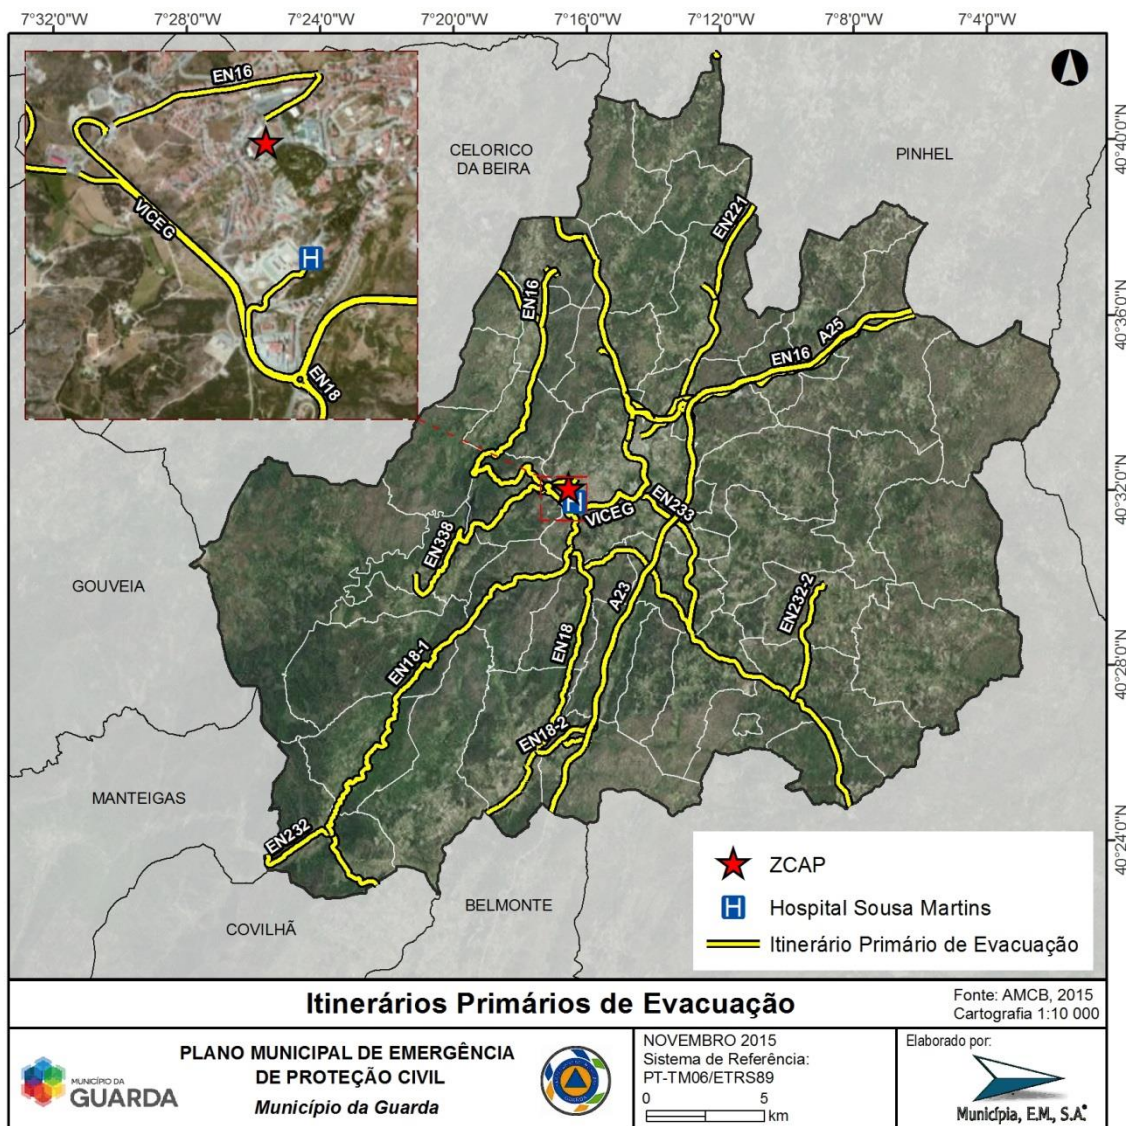 7°32'0"W
7°28'0"W
7°24'0"W
7°20'0"W
7°16'0"W
7°12'0"W
7°8'0"W
7°4'0"W
EN16
VICEG
H
EN18
CELORICO
DA BEIRA
PINHEL
40°40'0"N
EN221
EN16
A25
EN16
40°36'0"N
40°32'0"N
H
VICEG
EN233
EN338
GOUVEIA
A23
EN232-2
EN18
EN18-1
40°28'0"N
EN18-2
MANTEIGAS
EN232
40°24'0"N
BELMONTE
COVILHÃ
ZCAP
H Hospital Sousa Martins
Itinerário Primário de Evacuação
Itinerários Primários de Evacuação
Fonte: AMCB, 2015
Cartografia 1:10 000
MUNICÍPIO DA
GUARDA
PLANO MUNICIPAL DE EMERGÊNCIA
DE PROTEÇÃO CIVIL
Município da Guarda
NOVEMBRO 2015
Sistema de Referência:
PT-TM06/ETRS89
0 5
km
Elaborado por:
Municípia, E.M., S.A.